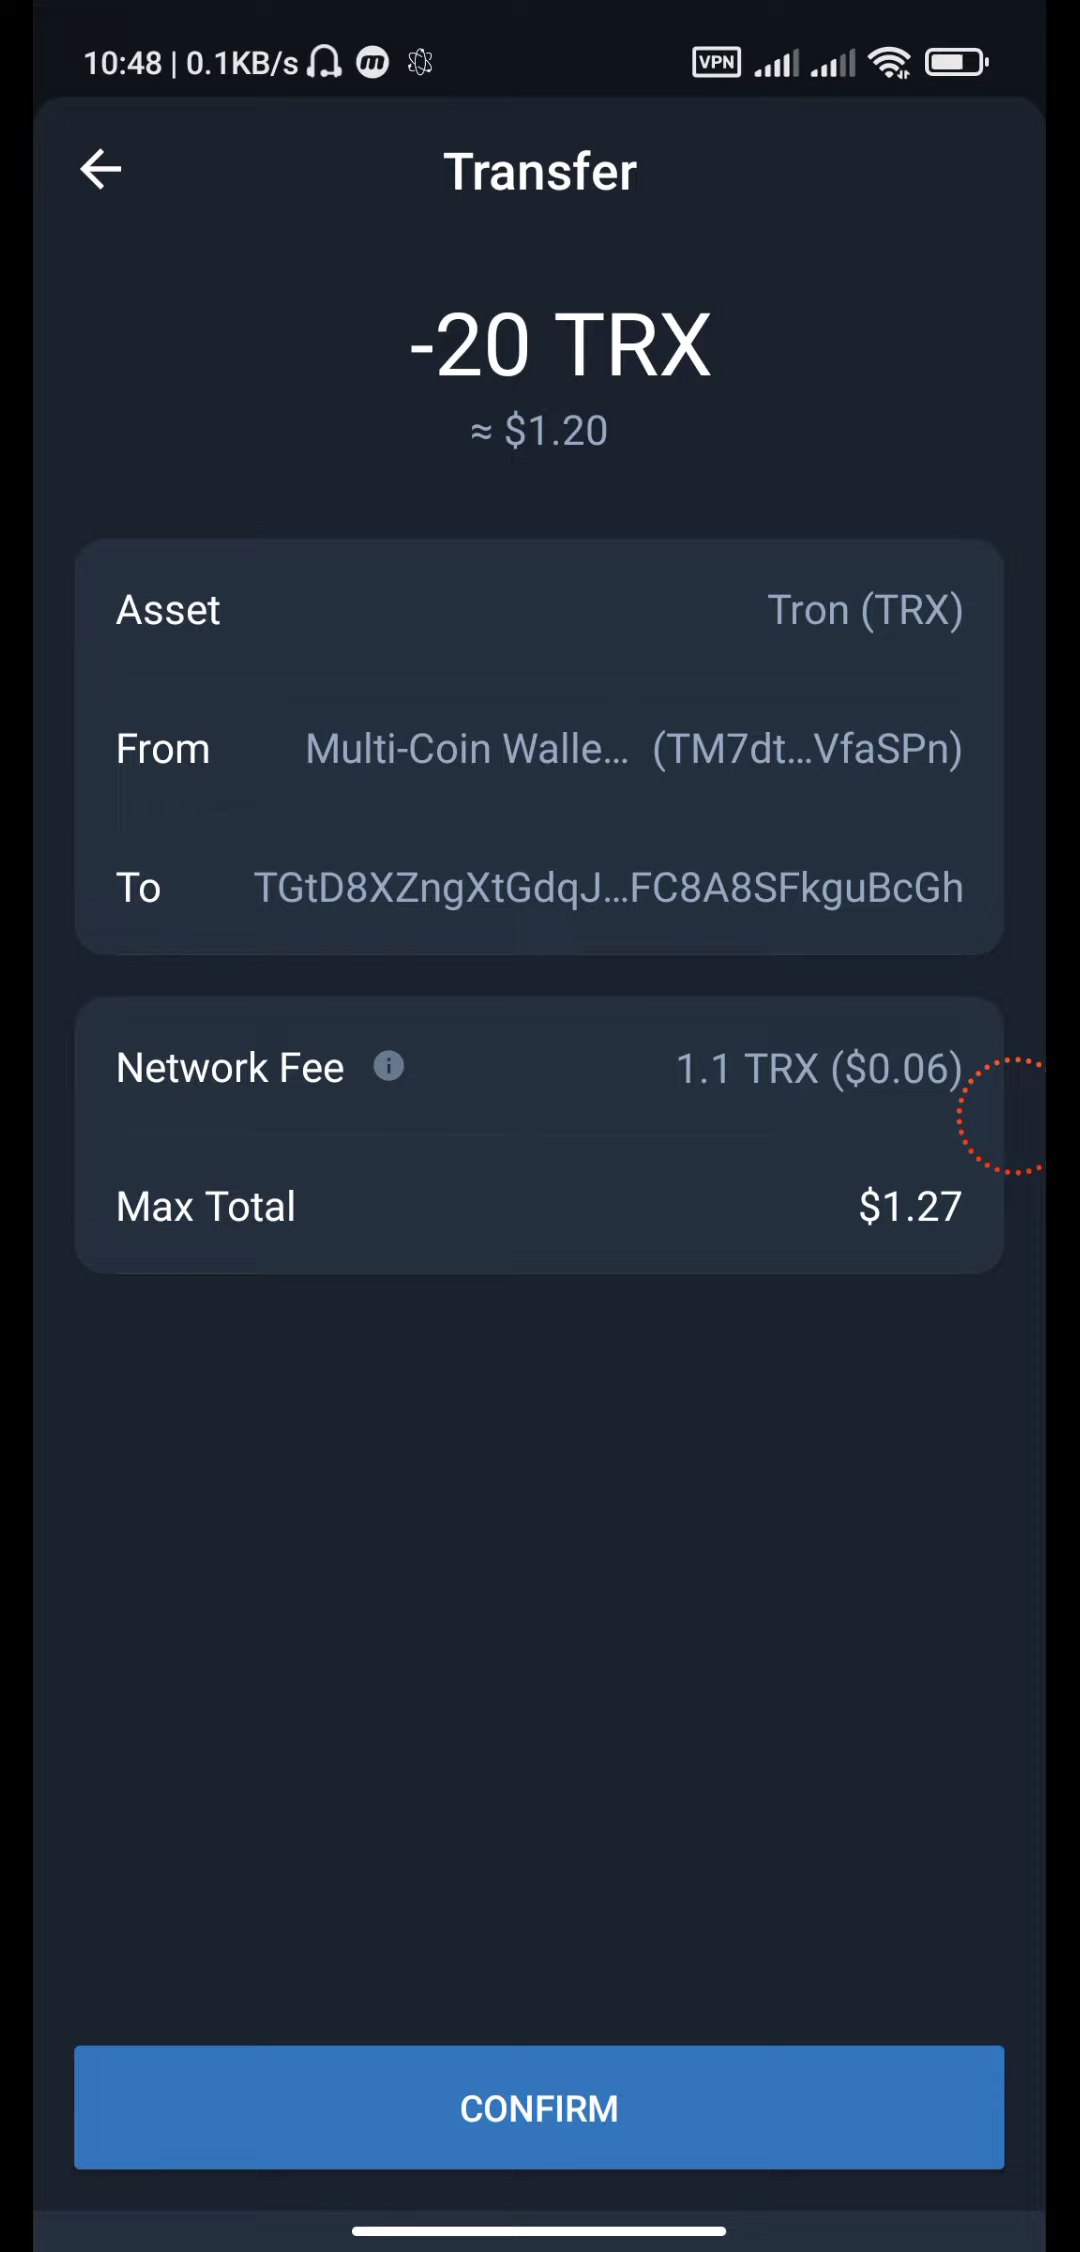 10:48 | 0.1KB/s VPN
Transfer
-20 TRX
≈ $1.20
Asset Tron (TRX)
From Multi-Coin Walle... (TM7dt...VfaSPn)
To TGtD8XZngXtGdqJ...FC8A8SFkguBcGh
Network Fee 1.1 TRX ($0.06)
Max Total $1.27
CONFIRM